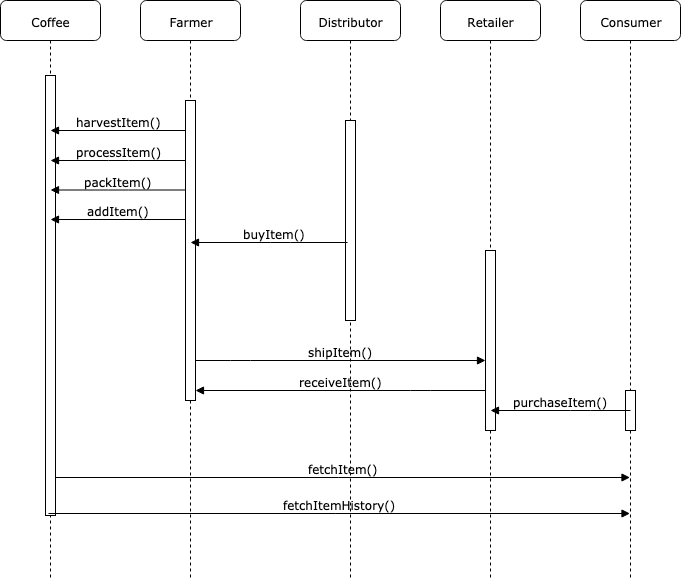 Coffee
Farmer
Distributor
Retailer
Consumer
harvestItem()
processItem()
packItem()
addItem()
buyItem()
shipItem()
receiveItem()
purchaseItem()
fetchItem()
fetchItemHistory()